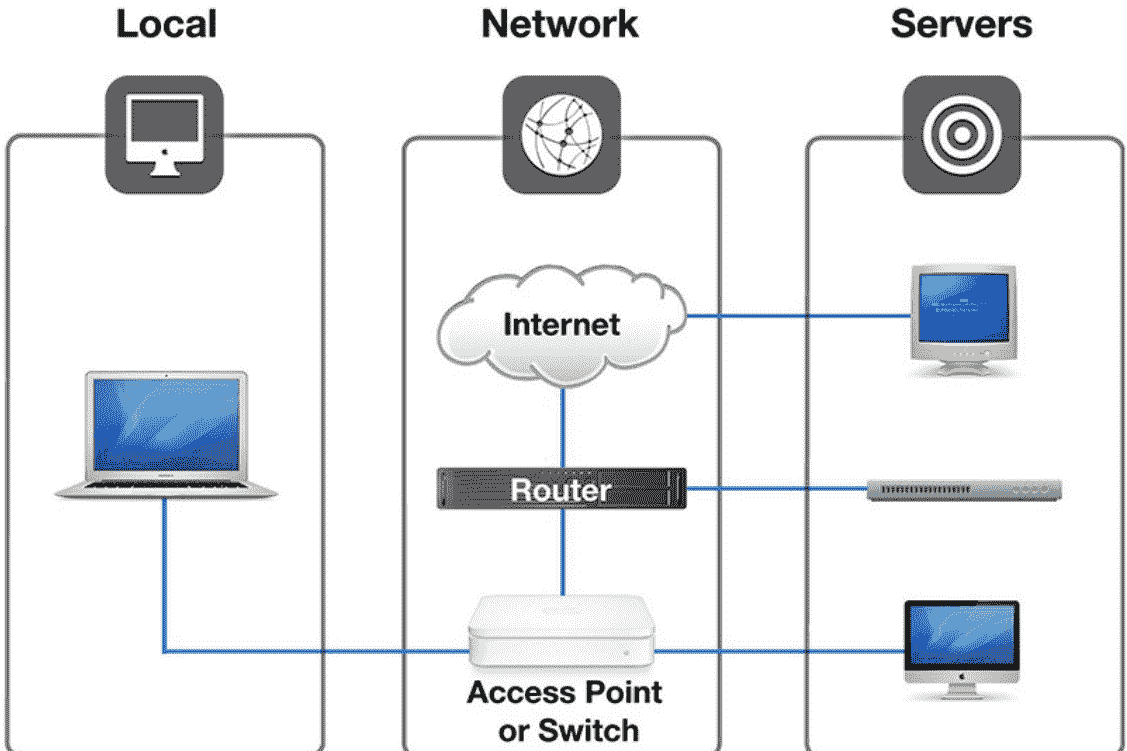 Local
Network
Servers
Internet
Router
Access Point
or Switch